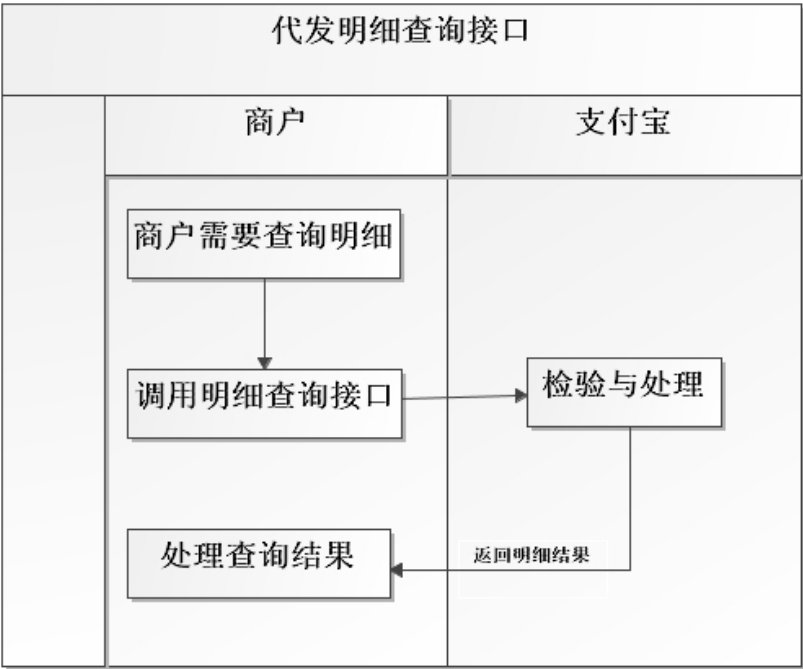 代发明细查询接口
商户
支付宝
商户需要查询明细
调用明细查询接口
检验与处理
处理查询结果
返回明细结果